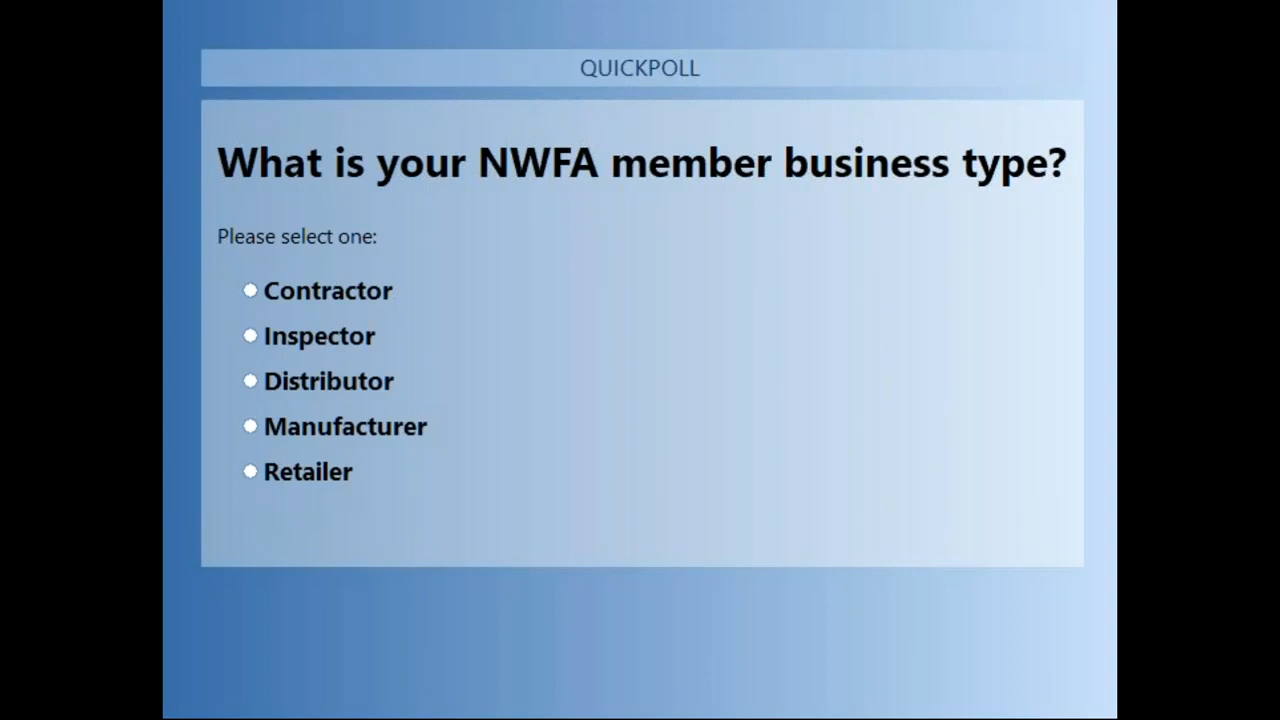 QUICKPOLL
What is your NWFA member business type?
Please select one:
Contractor
Inspector
Distributor
Manufacturer
Retailer